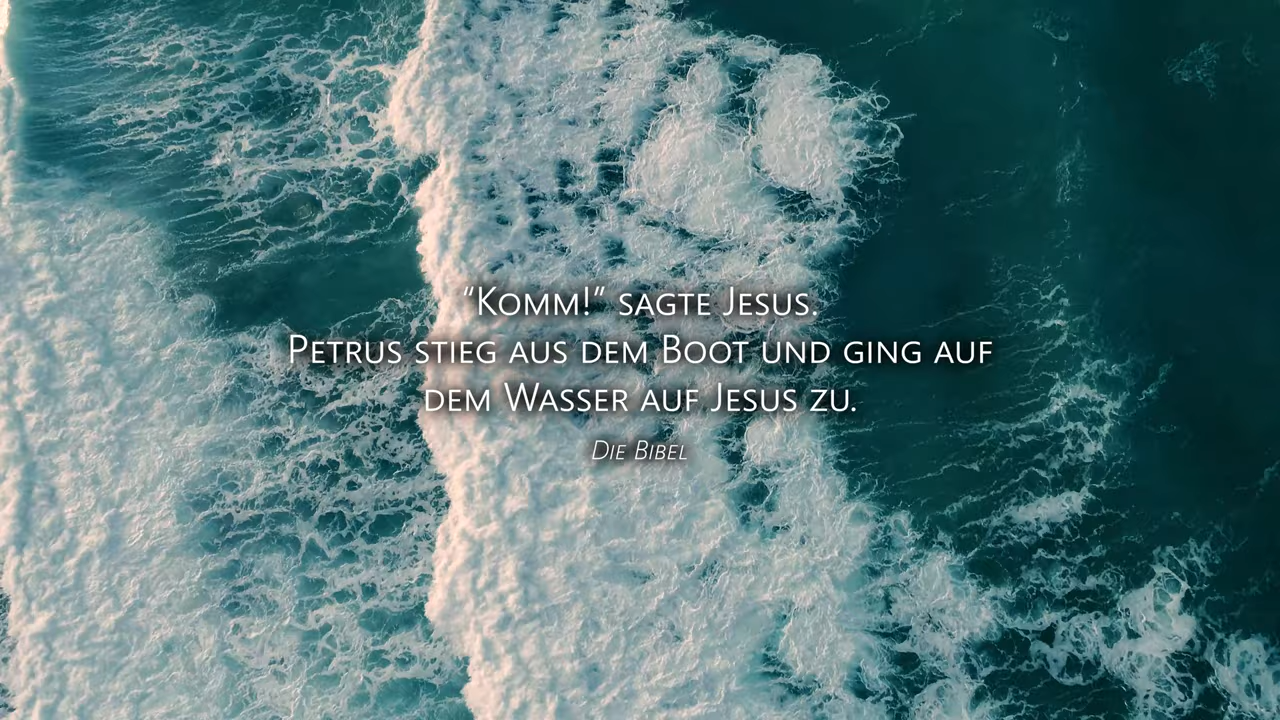 “Komm!” sagte Jesus.
Petrus stieg aus dem Boot und ging auf
dem Wasser auf Jesus zu.
Die Bibel